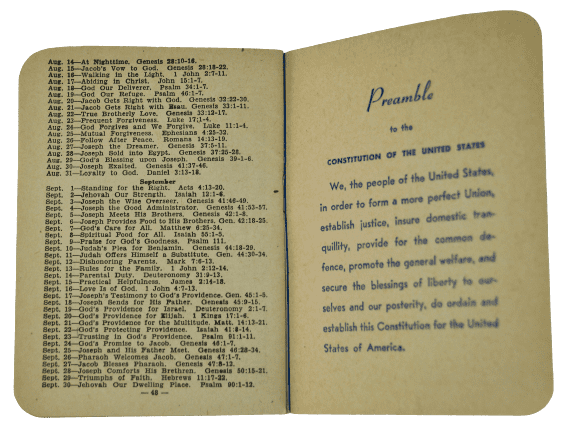 Aug. 14—At Nighttime. Genesis 28:10-16.
Aug. 15—Jacob's Vow to God. Genesis 28:18-22.
Aug. 16—Walking in the Light. 1 John 2:7-11.
Aug. 17—Abiding in Christ. John 15:1-7.
Aug. 18—God Our Deliverer. Psalm 34:1-7.
Aug. 19—God Our Refuge. Psalm 46:1-7.
Aug. 20—Jacob Gets Right with God. Genesis 32:22-30.
Aug. 21—Jacob Gets Right with Esau. Genesis 33:1-11.
Aug. 22—True Brotherly Love. Genesis 33:12-17.
Aug. 23—Frequent Forgiveness. Luke 17:1-4.
Aug. 24—God Forgives and We Forgive. Luke 11:1-4.
Aug. 25—Mutual Forgiveness. Ephesians 4:25-32.
Aug. 26—Follow After Peace. Romans 14:13-19.
Aug. 27—Joseph the Dreamer. Genesis 37:5-11.
Aug. 28—Joseph Sold into Egypt. Genesis 37:25-28.
Aug. 29—God's Blessing upon Joseph. Genesis 39:1-6.
Aug. 30—Joseph Exalted. Genesis 41:37-46.
Aug. 31—Loyalty to God. Daniel 3:13-18.
September
Sept. 1—Standing for the Right. Acts 4:13-20.
Sept. 2—Jehovah Our Strength. Isaiah 12:1-6.
Sept. 3—Joseph the Wise Overseer. Genesis 41:46-49.
Sept. 4—Joseph the Good Administrator. Genesis 41:53-57.
Sept. 5—Joseph Meets His Brothers. Genesis 42:1-8.
Sept. 6—Joseph Provides Food to His Brothers. Gen. 42:18-25.
Sept. 7—God's Care for All. Matthew 6:25-34.
Sept. 8—Spiritual Food for All. Isaiah 55:1-5.
Sept. 9—Praise for God's Goodness. Psalm 111.
Sept. 10—Judah's Plea for Benjamin. Genesis 44:18-29.
Sept. 11—Judah Offers Himself a Substitute. Gen. 44:30-34.
Sept. 12—Dishonoring Parents. Mark 7:6-13.
Sept. 13—Rules for the Family. 1 John 2:12-14.
Sept. 14—Parental Duty. Deuteronomy 31:9-13.
Sept. 15—Practical Helpfulness. James 2:14-18.
Sept. 16—Love Is of God. 1 John 4:7-13.
Sept. 17—Joseph's Testimony to God's Providence. Gen. 45:1-8.
Sept. 18—Joseph Sends for His Father. Genesis 45:9-15.
Sept. 19—God's Providence for Israel. Deuteronomy 2:1-7.
Sept. 20—God's Providence for Elijah. 1 Kings 17:1-6.
Sept. 21—God's Providence for the Multitude. Matt. 14:13-21.
Sept. 22—God's Protecting Providence. Isaiah 41:8-14.
Sept. 23—Trusting in God's Providence. Psalm 91:1-11.
Sept. 24—God's Promise to Jacob. Genesis 46:1-7.
Sept. 25—Joseph and His Father Meet. Genesis 46:28-34.
Sept. 26—Pharaoh Welcomes Jacob. Genesis 47:1-7.
Sept. 27—Jacob Blesses Pharaoh. Genesis 47:8-12.
Sept. 28—Joseph Comforts His Brethren. Genesis 50:15-21.
Sept. 29—Triumphs of Faith. Hebrews 11:17-22.
Sept. 30—Jehovah Our Dwelling Place. Psalm 90:1-12.
— 48 —
Preamble
to the
CONSTITUTION OF THE UNITED STATES
We, the people of the United States,
in order to form a more perfect Union,
establish justice, insure domestic tran-
quillity, provide for the common de-
fence, promote the general welfare, and
secure the blessings of liberty to our-
selves and our posterity, do ordain and
establish this Constitution for the United
States of America.